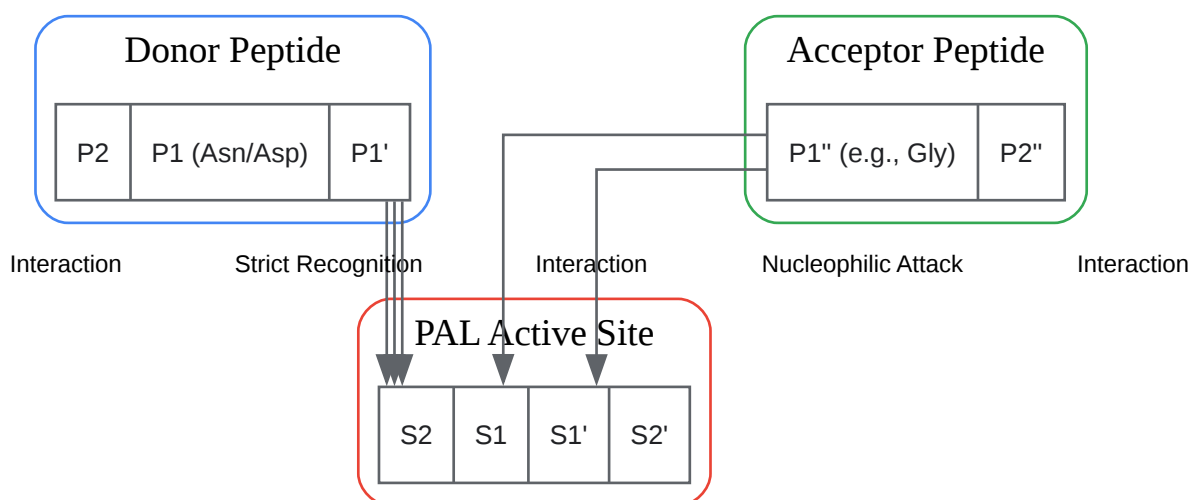 Donor Peptide
Acceptor Peptide
P2
P1 (Asn/Asp)
P1'
P1" (e.g., Gly)
P2"
Interaction
Strict Recognition
Interaction
Nucleophilic Attack
Interaction
PAL Active Site
S2
S1
S1'
S2'